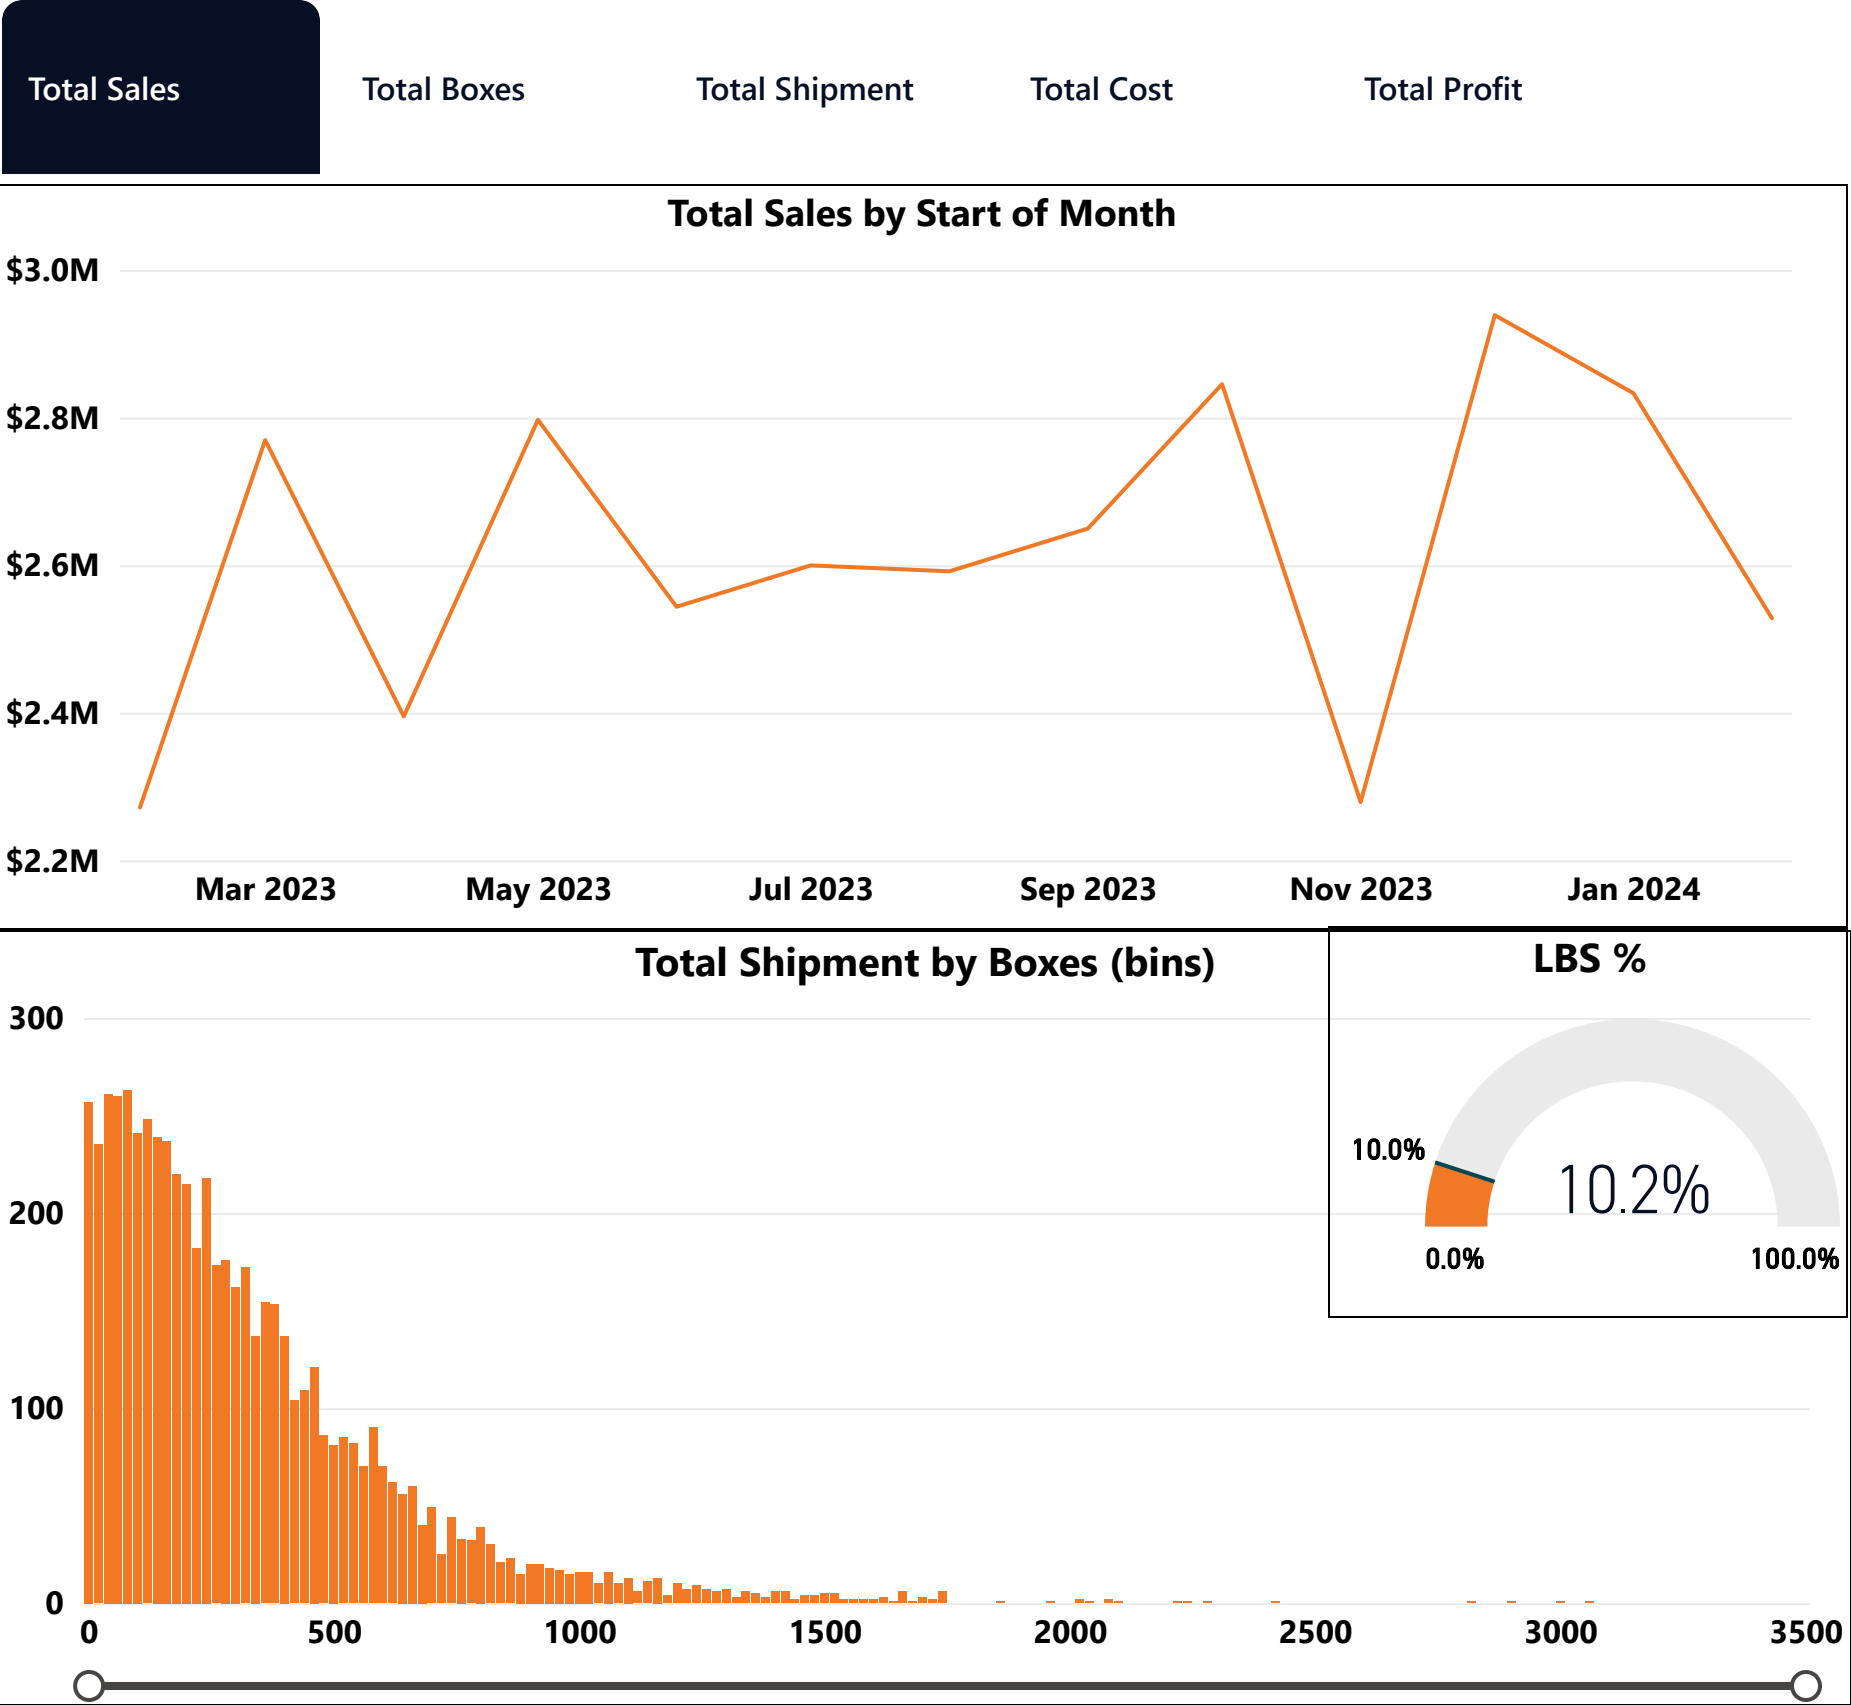 Total Sales
Total Boxes
Total Shipment
Total Cost
Total Profit
Total Sales by Start of Month
$3.0M
$2.8M
$2.6M
$2.4M
$2.2M
Mar 2023
May 2023
Jul 2023
Sep 2023
Nov 2023
Jan 2024
Total Shipment by Boxes (bins)
300
200
100
0
0
500
1000
1500
2000
2500
3000
3500
LBS %
10.0%
10.2%
0.0%
100.0%